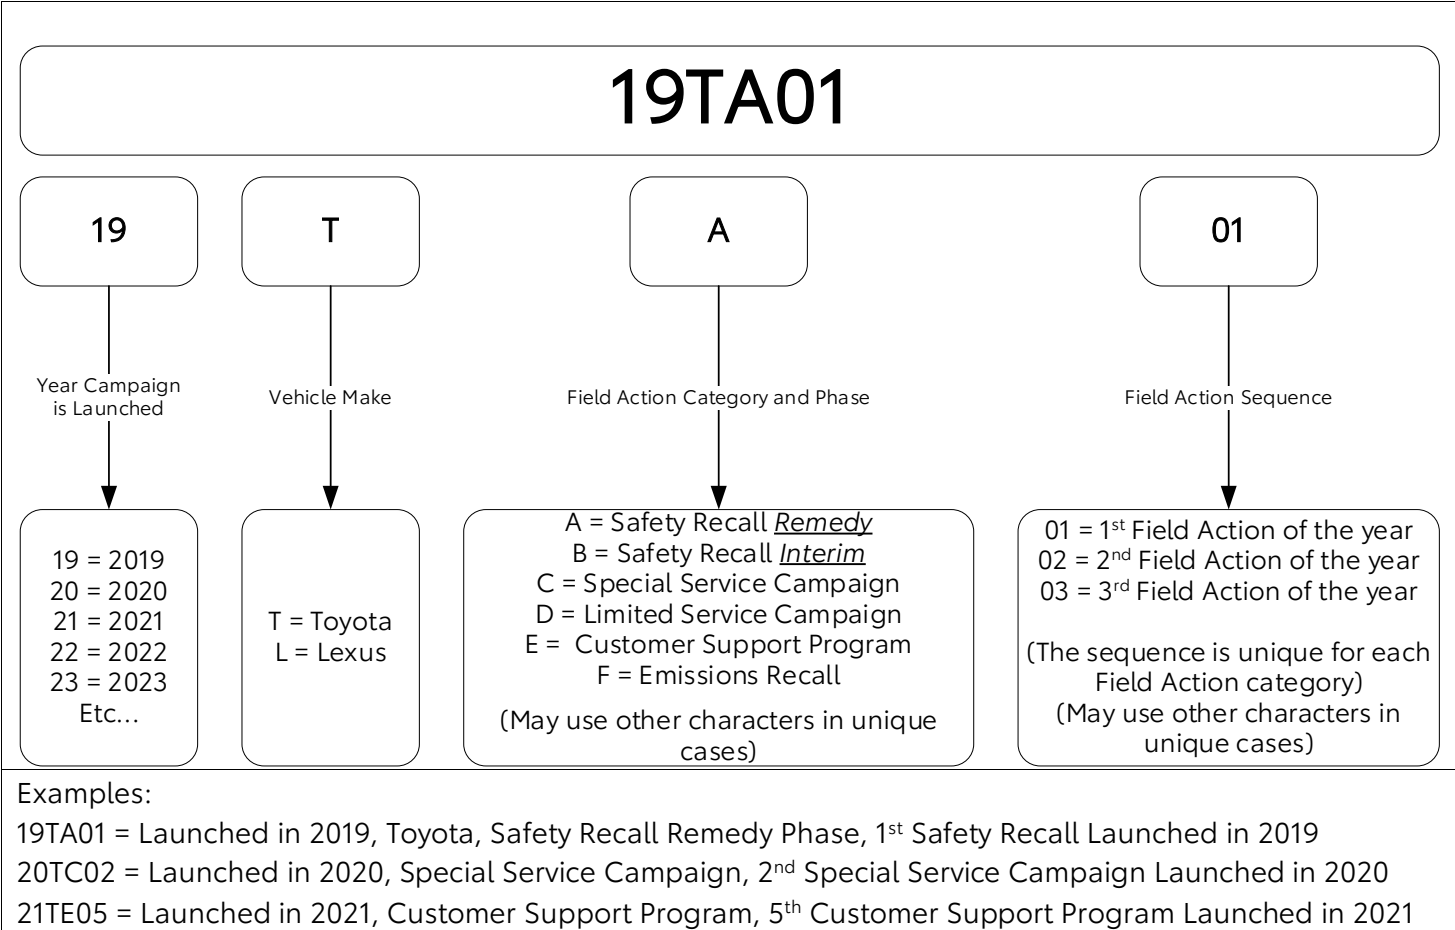 19TA01
19
T
A
01
Year Campaign
is Launched
Vehicle Make
Field Action Category and Phase
Field Action Sequence
19 = 2019
20 = 2020
21 = 2021
22 = 2022
23 = 2023
Etc…
T = Toyota
L = Lexus
A = Safety Recall Remedy
B = Safety Recall Interim
C = Special Service Campaign
D = Limited Service Campaign
E =  Customer Support Program
F = Emissions Recall
(May use other characters in unique
cases)
01 = 1st Field Action of the year
02 = 2nd Field Action of the year
03 = 3rd Field Action of the year
(The sequence is unique for each
Field Action category)
(May use other characters in
unique cases)
Examples:
19TA01 = Launched in 2019, Toyota, Safety Recall Remedy Phase, 1st Safety Recall Launched in 2019
20TC02 = Launched in 2020, Special Service Campaign, 2nd Special Service Campaign Launched in 2020
21TE05 = Launched in 2021, Customer Support Program, 5th Customer Support Program Launched in 2021